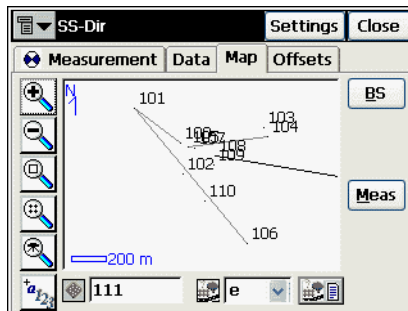 SS-Dir Settings Close
Measurement Data Map Offsets
N
101
103
104
108
109
102
110
106
200 m
BS
Meas
a123
111 e